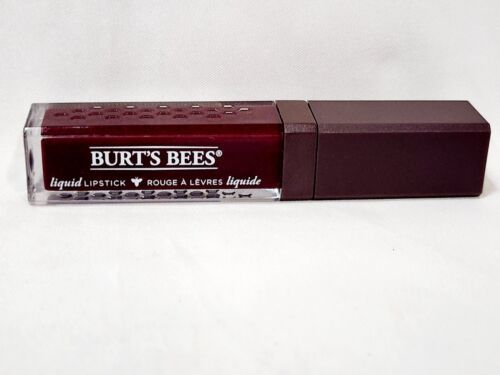 BURT'S BEES®
liquid LIPSTICK ROUGE À LÈVRES liquide